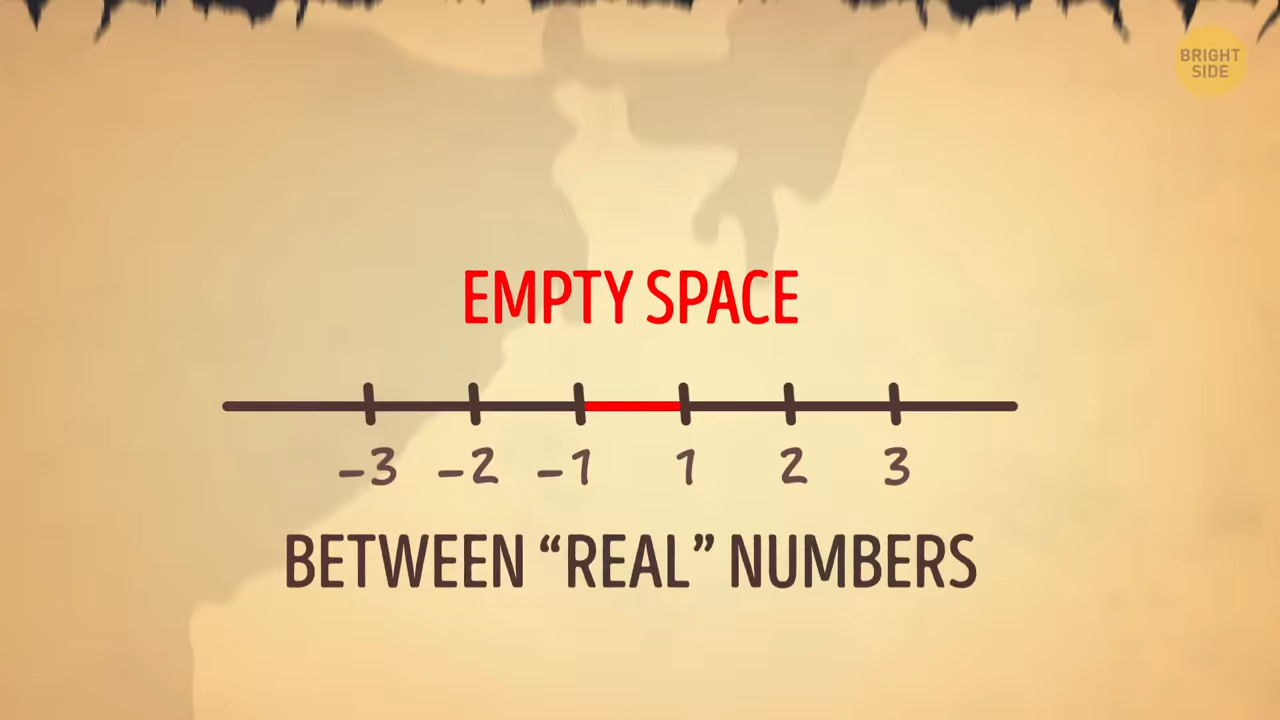 BRIGHT
SIDE
EMPTY SPACE
–3 –2 –1 1 2 3
BETWEEN “REAL” NUMBERS